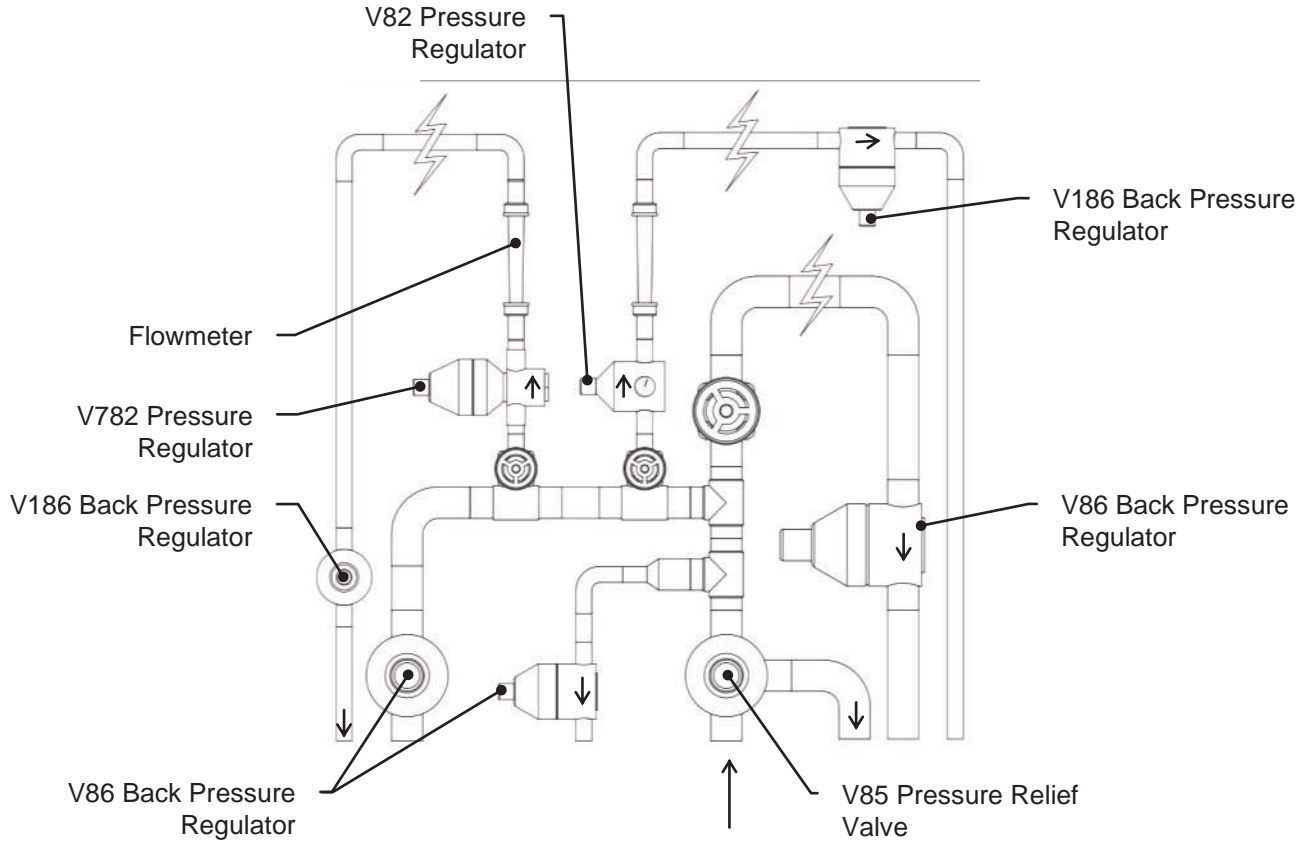 V82 Pressure
Regulator
V186 Back Pressure
Regulator
Flowmeter
V782 Pressure
Regulator
V186 Back Pressure
Regulator
V86 Back Pressure
Regulator
V86 Back Pressure
Regulator
V85 Pressure Relief
Valve